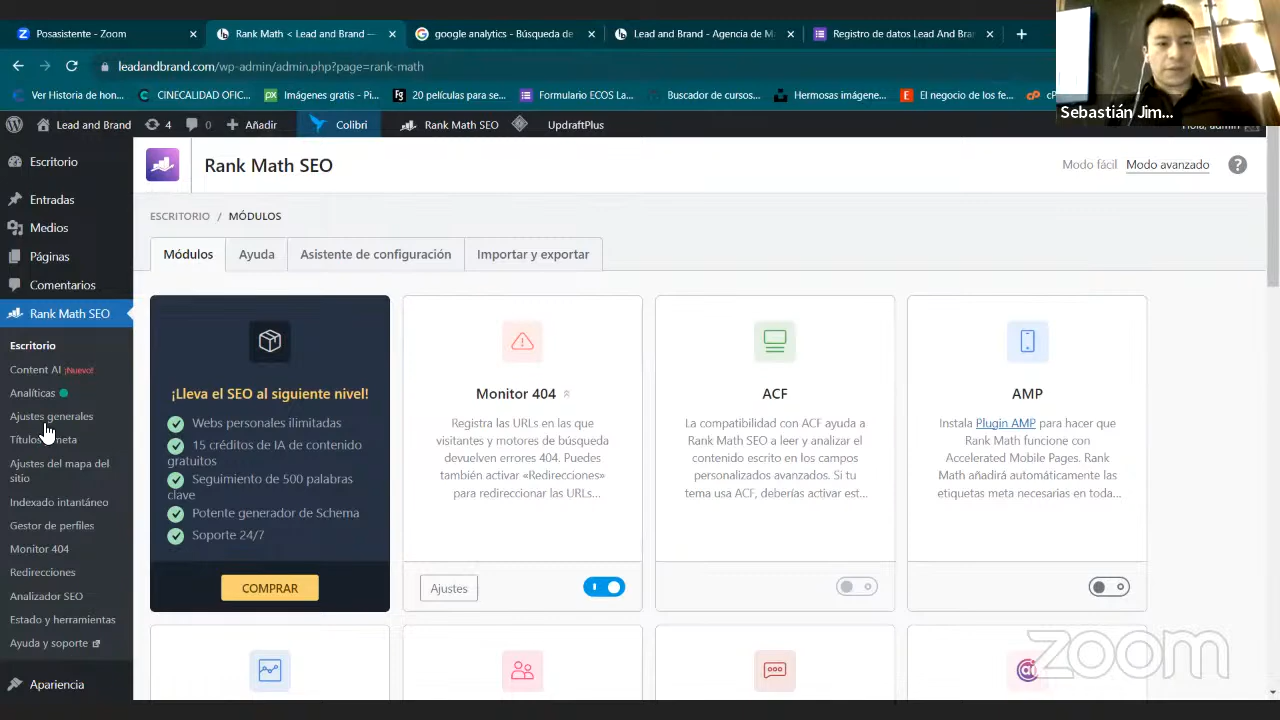 Posasistente - Zoom
Rank Math < Lead and Brand —
google analytics - Búsqueda de
Lead and Brand - Agencia de M
Registro de datos Lead And Bra
leadandbrand.com/wp-admin/admin.php?page=rank-math
Ver Historia de hon...
CINECALIDAD OFIC...
Imágenes gratis - Pi...
20 películas para se...
Formulario ECOS La...
Buscador de cursos...
Hermosas imágene...
El negocio de los fe...
Sebastián Jim...
Lead and Brand
4
0
Añadir
Colibri
Rank Math SEO
UpdraftPlus
Hola, admin
Escritorio
Entradas
Medios
Páginas
Comentarios
Rank Math SEO
Escritorio
Content AI ¡Nuevo!
Analíticas
Ajustes generales
Ajustes del mapa del
sitio
Indexado intantáneo
Gestor de perfiles
Monitor 404
Redirecciones
Analizador SEO
Estado y herramientas
Ayuda y soporte
Apariencia
Rank Math SEO
Modo fácil
Modo avanzado
?
ESCRITORIO / MÓDULOS
Módulos
Ayuda
Asistente de configuración
Importar y exportar
¡Lleva el SEO al siguiente nivel!
Webs personales ilimitadas
15 créditos de IA de contenido
gratuitos
Seguimiento de 500 palabras
clave
Potente generador de Schema
Soporte 24/7
COMPRAR
Monitor 404
Registra las URLs en las que
visitantes y motores de búsqueda
devuelven errores 404. Puedes
también activar «Redirecciones»
para redireccionar las URLs...
Ajustes
ACF
La compatibilidad con ACF ayuda a
Rank Math SEO a leer y analizar el
contenido escrito en los campos
personalizados avanzados. Si tu
tema usa ACF, deberías activar est...
AMP
Instala Plugin AMP para hacer que
Rank Math funcione con
Accelerated Mobile Pages. Rank
Math añadirá automáticamente las
etiquetas meta necesarias en toda...
zoom